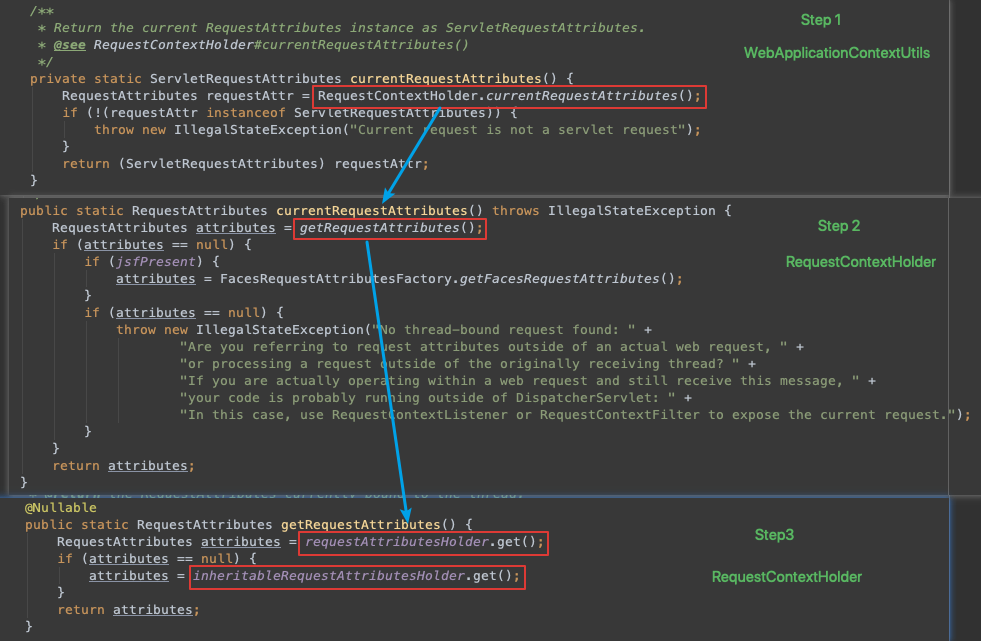 /**
 * Return the current RequestAttributes instance as ServletRequestAttributes.
 * @see RequestContextHolder#currentRequestAttributes()
 */
private static ServletRequestAttributes currentRequestAttributes() {
    RequestAttributes requestAttr = RequestContextHolder.currentRequestAttributes();
    if (!(requestAttr instanceof ServletRequestAttributes)) {
        throw new IllegalStateException("Current request is not a servlet request");
    }
    return (ServletRequestAttributes) requestAttr;
}
Step 1
WebApplicationContextUtils
public static RequestAttributes currentRequestAttributes() throws IllegalStateException {
    RequestAttributes attributes = getRequestAttributes();
    if (attributes == null) {
        if (jsfPresent) {
            attributes = FacesRequestAttributesFactory.getFacesRequestAttributes();
        }
        if (attributes == null) {
            throw new IllegalStateException("No thread-bound request found: " +
                    "Are you referring to request attributes outside of an actual web request, " +
                    "or processing a request outside of the originally receiving thread? " +
                    "If you are actually operating within a web request and still receive this message, " +
                    "your code is probably running outside of DispatcherServlet: " +
                    "In this case, use RequestContextListener or RequestContextFilter to expose the current request.");
        }
    }
    return attributes;
}
Step 2
RequestContextHolder
@Nullable
public static RequestAttributes getRequestAttributes() {
    RequestAttributes attributes = requestAttributesHolder.get();
    if (attributes == null) {
        attributes = inheritableRequestAttributesHolder.get();
    }
    return attributes;
}
Step3
RequestContextHolder